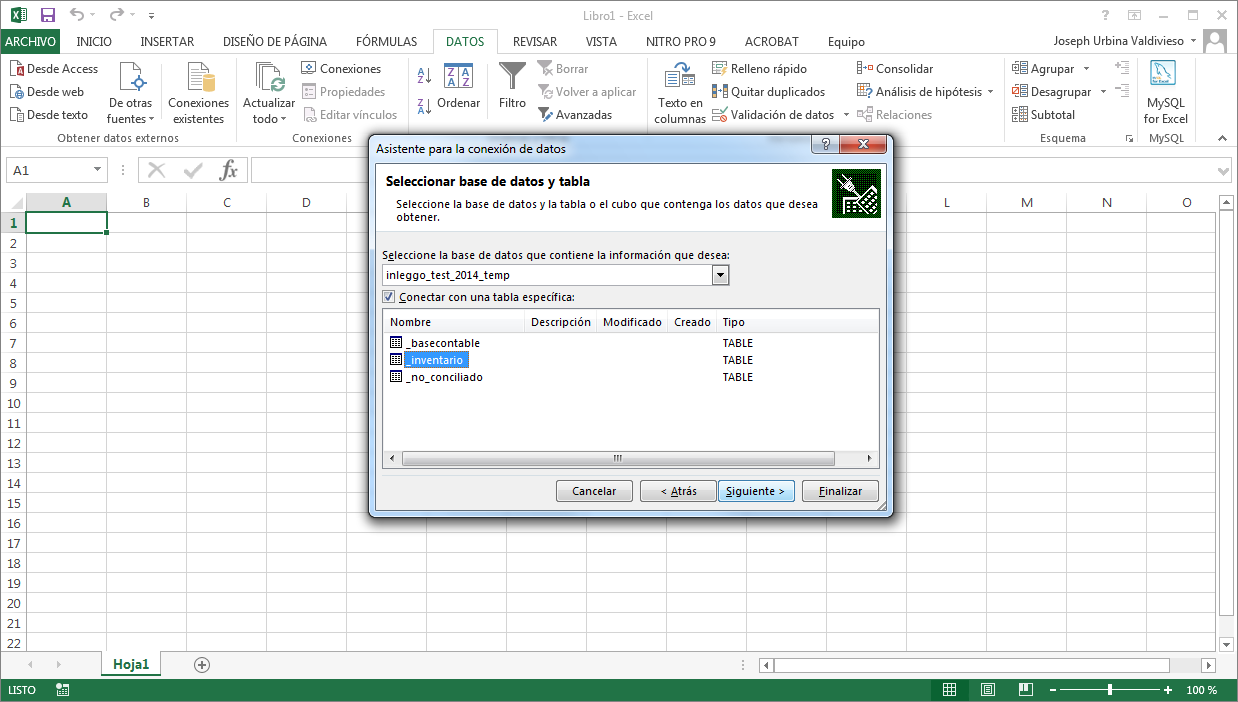 Libro1 - Excel
ARCHIVO INICIO INSERTAR DISEÑO DE PÁGINA FÓRMULAS DATOS REVISAR VISTA NITRO PRO 9 ACROBAT Equipo Joseph Urbina Valdivieso
Desde Access
Desde web
Desde texto
De otras
fuentes
Conexiones
existentes
Obtener datos externos
Actualizar
todo
Conexiones
Propiedades
Editar vínculos
Conexiones
Ordenar
Filtro
Borrar
Volver a aplicar
Avanzadas
Texto en
columnas
Relleno rápido
Quitar duplicados
Validación de datos
Consolidar
Análisis de hipótesis
Relaciones
Agrupar
Desagrupar
Subtotal
Esquema
MySQL
for Excel
MySQL
A1
fx
A B C D L M N O
1
2
3
4
5
6
7
8
9
10
11
12
13
14
15
16
17
18
19
20
21
22
Asistente para la conexión de datos
Seleccionar base de datos y tabla
Seleccione la base de datos y la tabla o el cubo que contenga los datos que desea
obtener.
Seleccione la base de datos que contiene la información que desea:
inleggo_test_2014_temp
Conectar con una tabla específica:
Nombre Descripción Modificado Creado Tipo
_basecontable TABLE
_inventario TABLE
_no_conciliado TABLE
Cancelar < Atrás Siguiente > Finalizar
Hoja1
LISTO 100 %